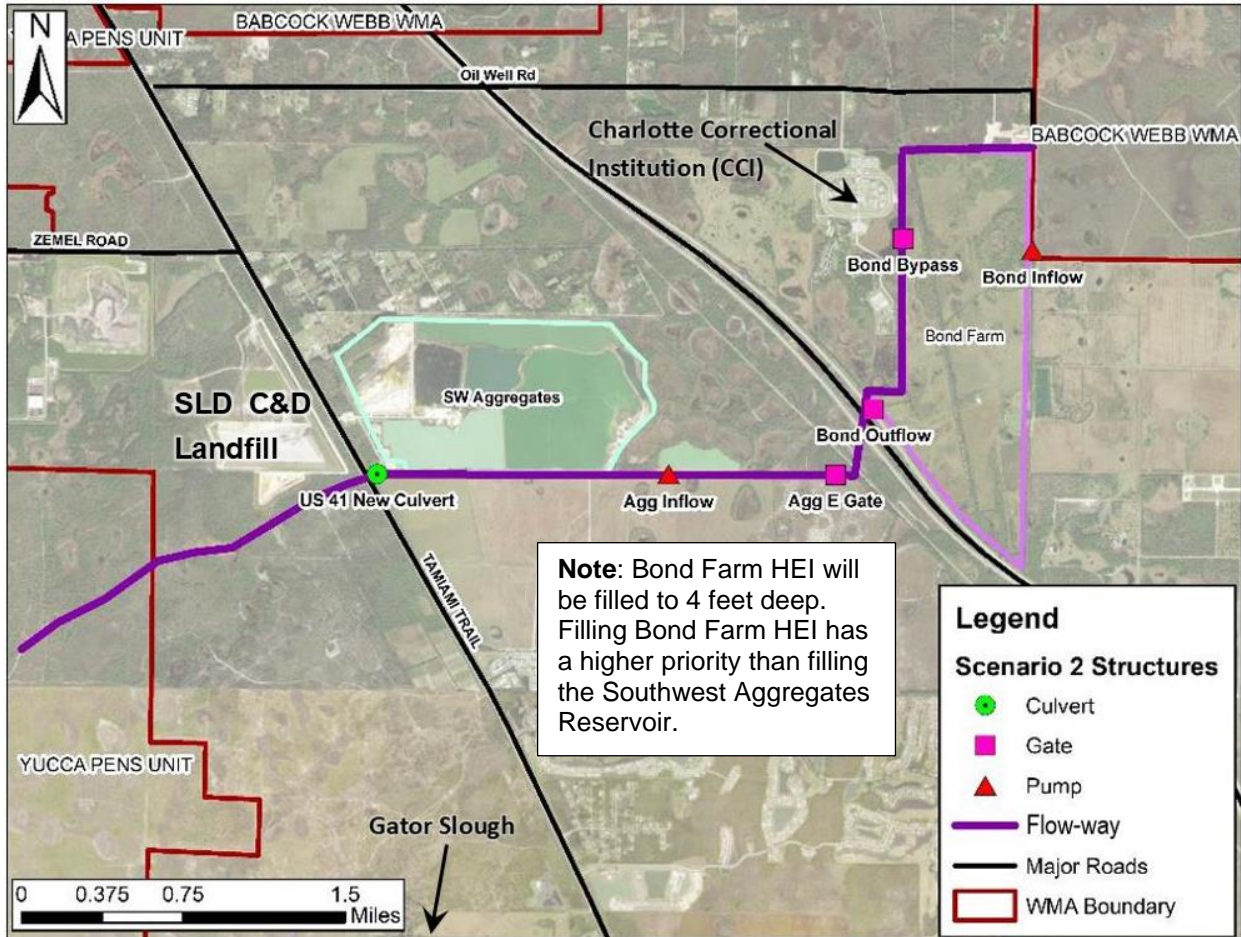 BABCOCK WEBB WMA
A PENS UNIT
N
Oil Well Rd
Charlotte Correctional
Institution (CCI)
BABCOCK WEBB WMA
ZEMEL ROAD
Bond Bypass
Bond Inflow
Bond Farm
SW Aggregates
SLD C&D
Landfill
Bond Outflow
US 41 New Culvert
Agg Inflow
Agg E Gate
TAMIAMI TRAIL
Note: Bond Farm HEI will
be filled to 4 feet deep.
Filling Bond Farm HEI has
a higher priority than filling
the Southwest Aggregates
Reservoir.
YUCCA PENS UNIT
Gator Slough
0 0.375 0.75 1.5
Miles
Legend
Scenario 2 Structures
Culvert
Gate
Pump
Flow-way
Major Roads
WMA Boundary